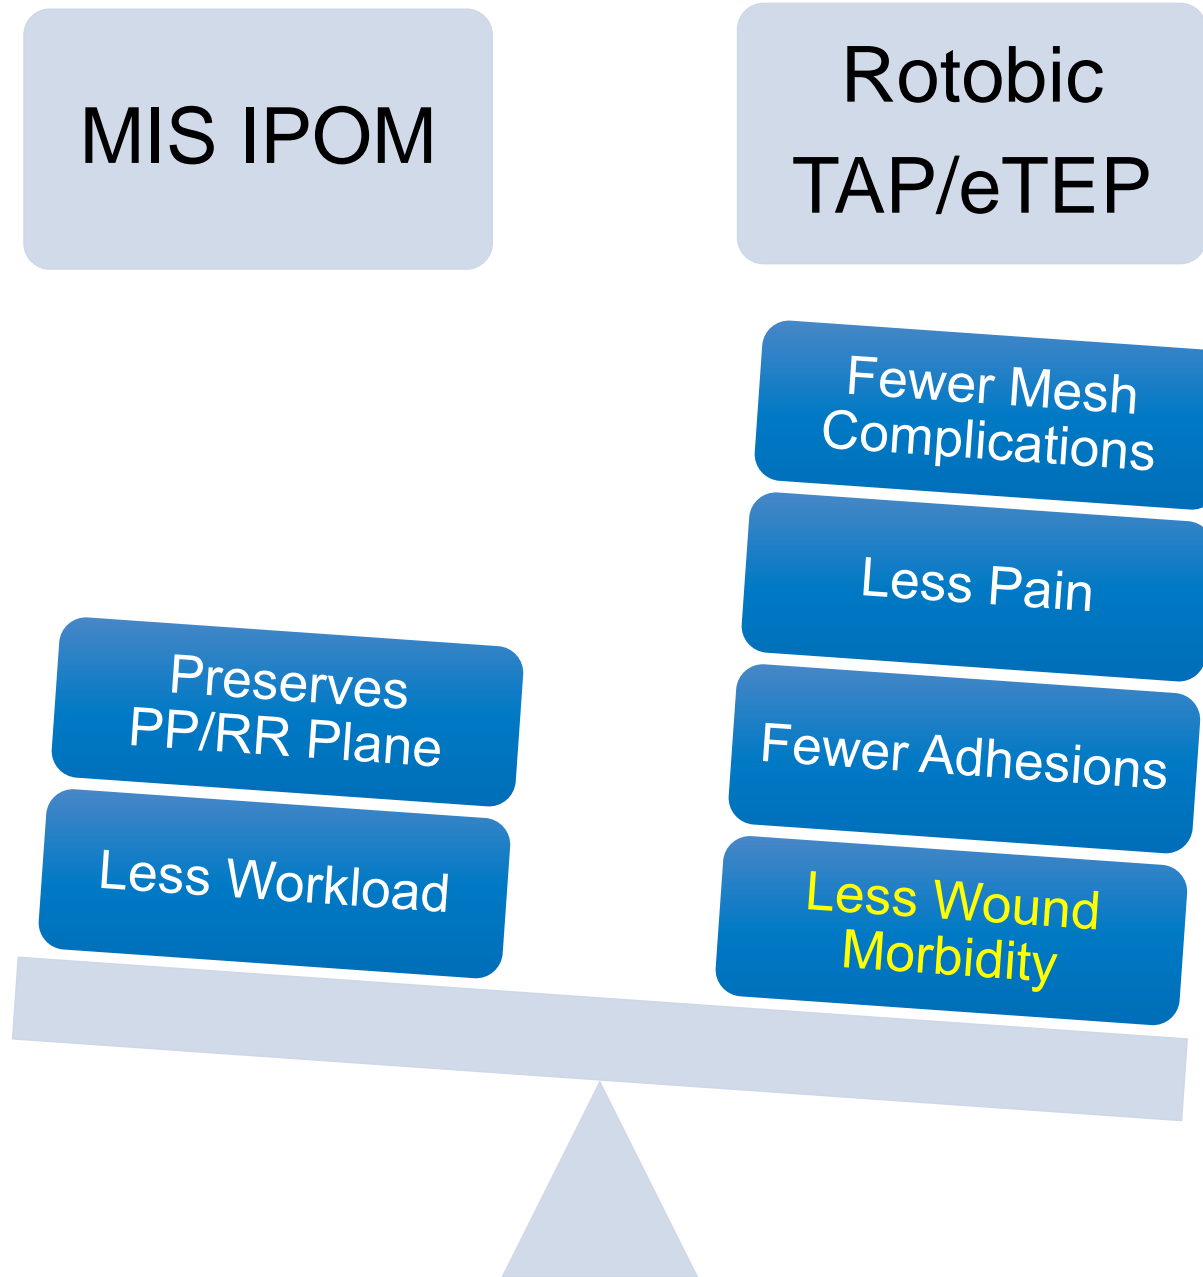 MIS IPOM
Rotobic
TAP/eTEP
Fewer Mesh
Complications
Less Pain
Fewer Adhesions
Less Wound
Morbidity
Preserves
PP/RR Plane
Less Workload